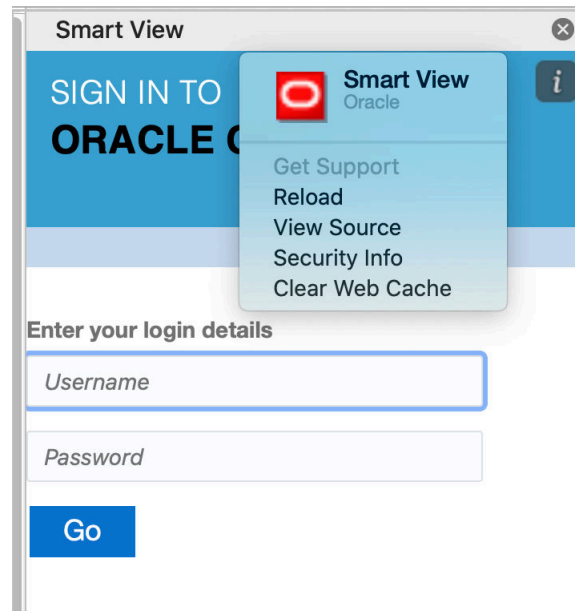 Smart View
SIGN IN TO
ORACLE
i
Smart View
Oracle
Get Support
Reload
View Source
Security Info
Clear Web Cache
Enter your login details
Username
Password
Go